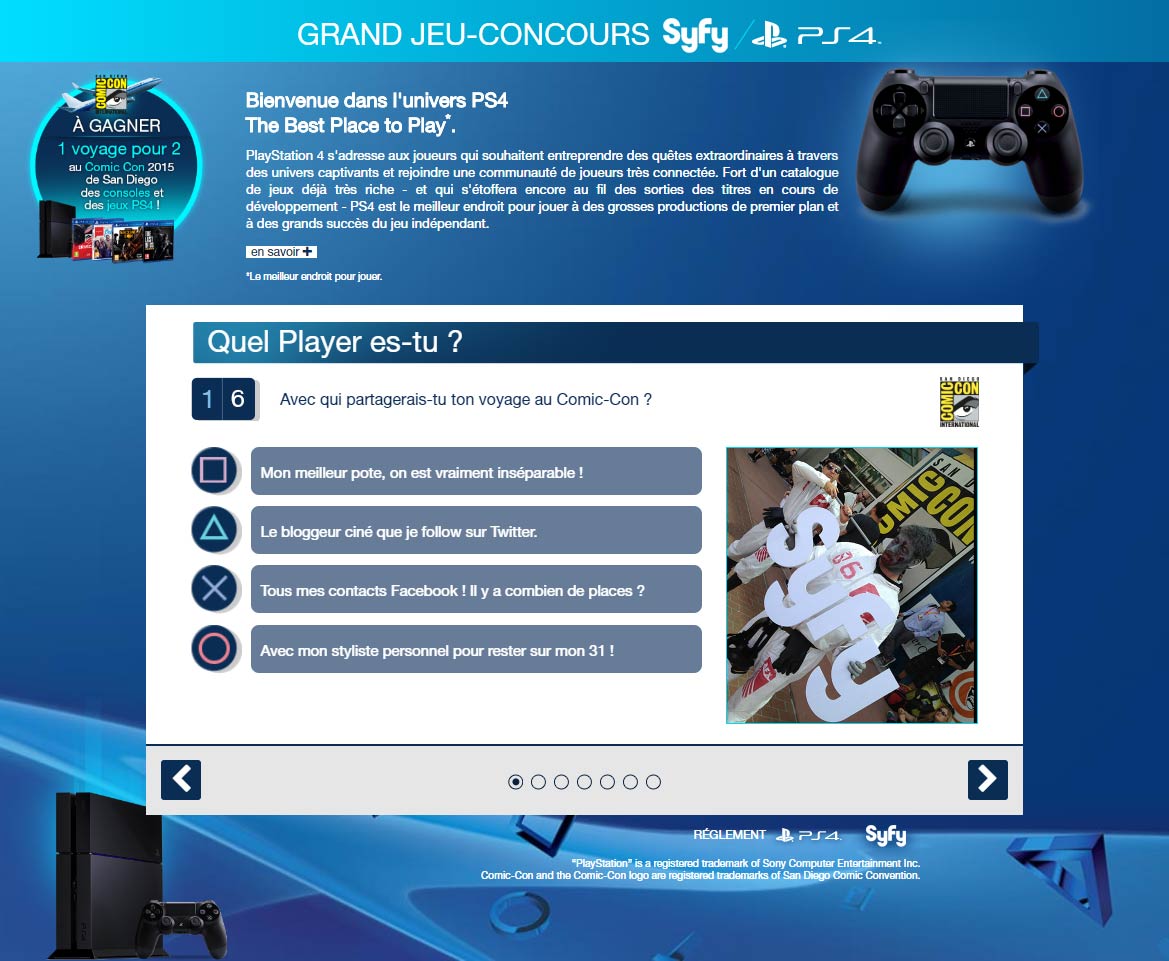 GRAND JEU-CONCOURS Syfy PS4
COMIC CON
INTERNATIONAL
À GAGNER
1 voyage pour 2
au Comic Con 2015
de San Diego
des consoles et
des jeux PS4 !
Bienvenue dans l'univers PS4
The Best Place to Play*.
PlayStation 4 s'adresse aux joueurs qui souhaitent entreprendre des quêtes extraordinaires à travers
des univers captivants et rejoindre une communauté de joueurs très connectée. Fort d'un catalogue
de jeux déjà très riche - et qui s'étoffera encore au fil des sorties des titres en cours de
développement - PS4 est le meilleur endroit pour jouer à des grosses productions de premier plan et
à des grands succès du jeu indépendant.
en savoir +
*Le meilleur endroit pour jouer.
Quel Player es-tu ?
1 6
Avec qui partagerais-tu ton voyage au Comic-Con ?
SAN DIEGO
COMIC CON
INTERNATIONAL
Mon meilleur pote, on est vraiment inséparable !
Le bloggeur ciné que je follow sur Twitter.
Tous mes contacts Facebook ! Il y a combien de places ?
Avec mon styliste personnel pour rester sur mon 31 !
SAN D
COMIC
CON
Syfy
06
RÉGLEMENT PS4 Syfy
"PlayStation" is a registered trademark of Sony Computer Entertainment Inc.
Comic-Con and the Comic-Con logo are registered trademarks of San Diego Comic Convention.